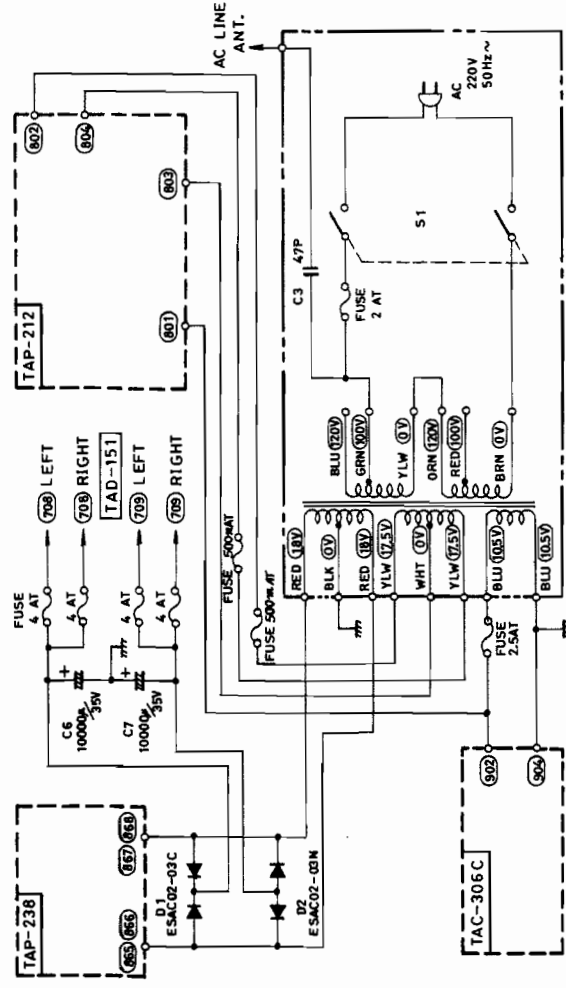 AC LINE
ANT.
802
804
803
801
TAP-212
AC
220V
50Hz~
S1
C3 47P
FUSE
2 AT
BLU 120V
GRN 100V
YLW 0V
ORN 120V
RED 100V
BRN 0V
RED 18V
BLK 0V
RED 18V
YLW 17.5V
WHT 0V
YLW 17.5V
BLU 10.5V
BLU 10.5V
708 LEFT
708 RIGHT
TAD-151
709 LEFT
709 RIGHT
FUSE
4 AT
4 AT
4 AT
4 AT
FUSE 500mAT
FUSE 500mAT
FUSE
2.5AT
+
C6
10000μ/35V
+
C7
10000μ/35V
TAP-238
865 866
867 868
D1
ESAC02-03C
D2
ESAC02-03N
902
904
TAC-306C